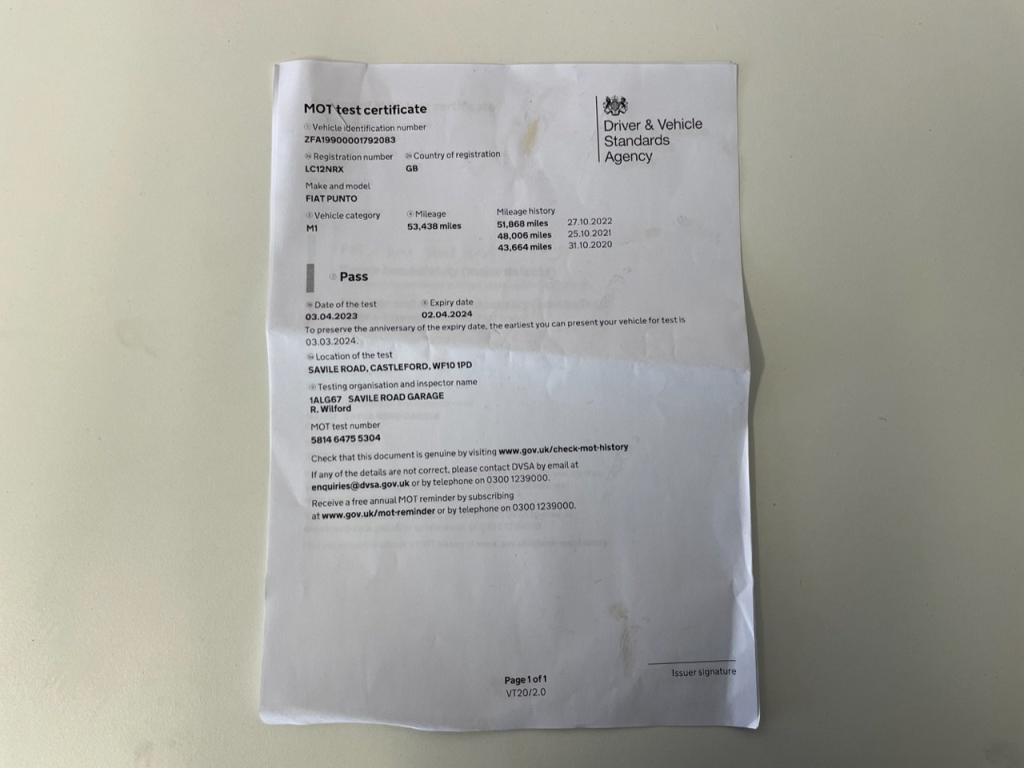 MOT test certificate
Vehicle identification number
ZFA19900001792083
Registration number Country of registration
LC12NRX GB
Make and model
FIAT PUNTO
Vehicle category Mileage Mileage history
M1 53,438 miles 51,868 miles 27.10.2022
48,006 miles 25.10.2021
43,664 miles 31.10.2020
Driver & Vehicle
Standards
Agency
Pass
Date of the test Expiry date
03.04.2023 02.04.2024
To preserve the anniversary of the expiry date, the earliest you can present your vehicle for test is
03.03.2024.
Location of the test
SAVILE ROAD, CASTLEFORD, WF10 1PD
Testing organisation and inspector name
1ALG67 SAVILE ROAD GARAGE
R. Wilford
MOT test number
5814 6475 5304
Check that this document is genuine by visiting www.gov.uk/check-mot-history
If any of the details are not correct, please contact DVSA by email at
enquiries@dvsa.gov.uk or by telephone on 0300 1239000.
Receive a free annual MOT reminder by subscribing
at www.gov.uk/mot-reminder or by telephone on 0300 1239000.
Issuer signature
Page 1 of 1
VT20/2.0